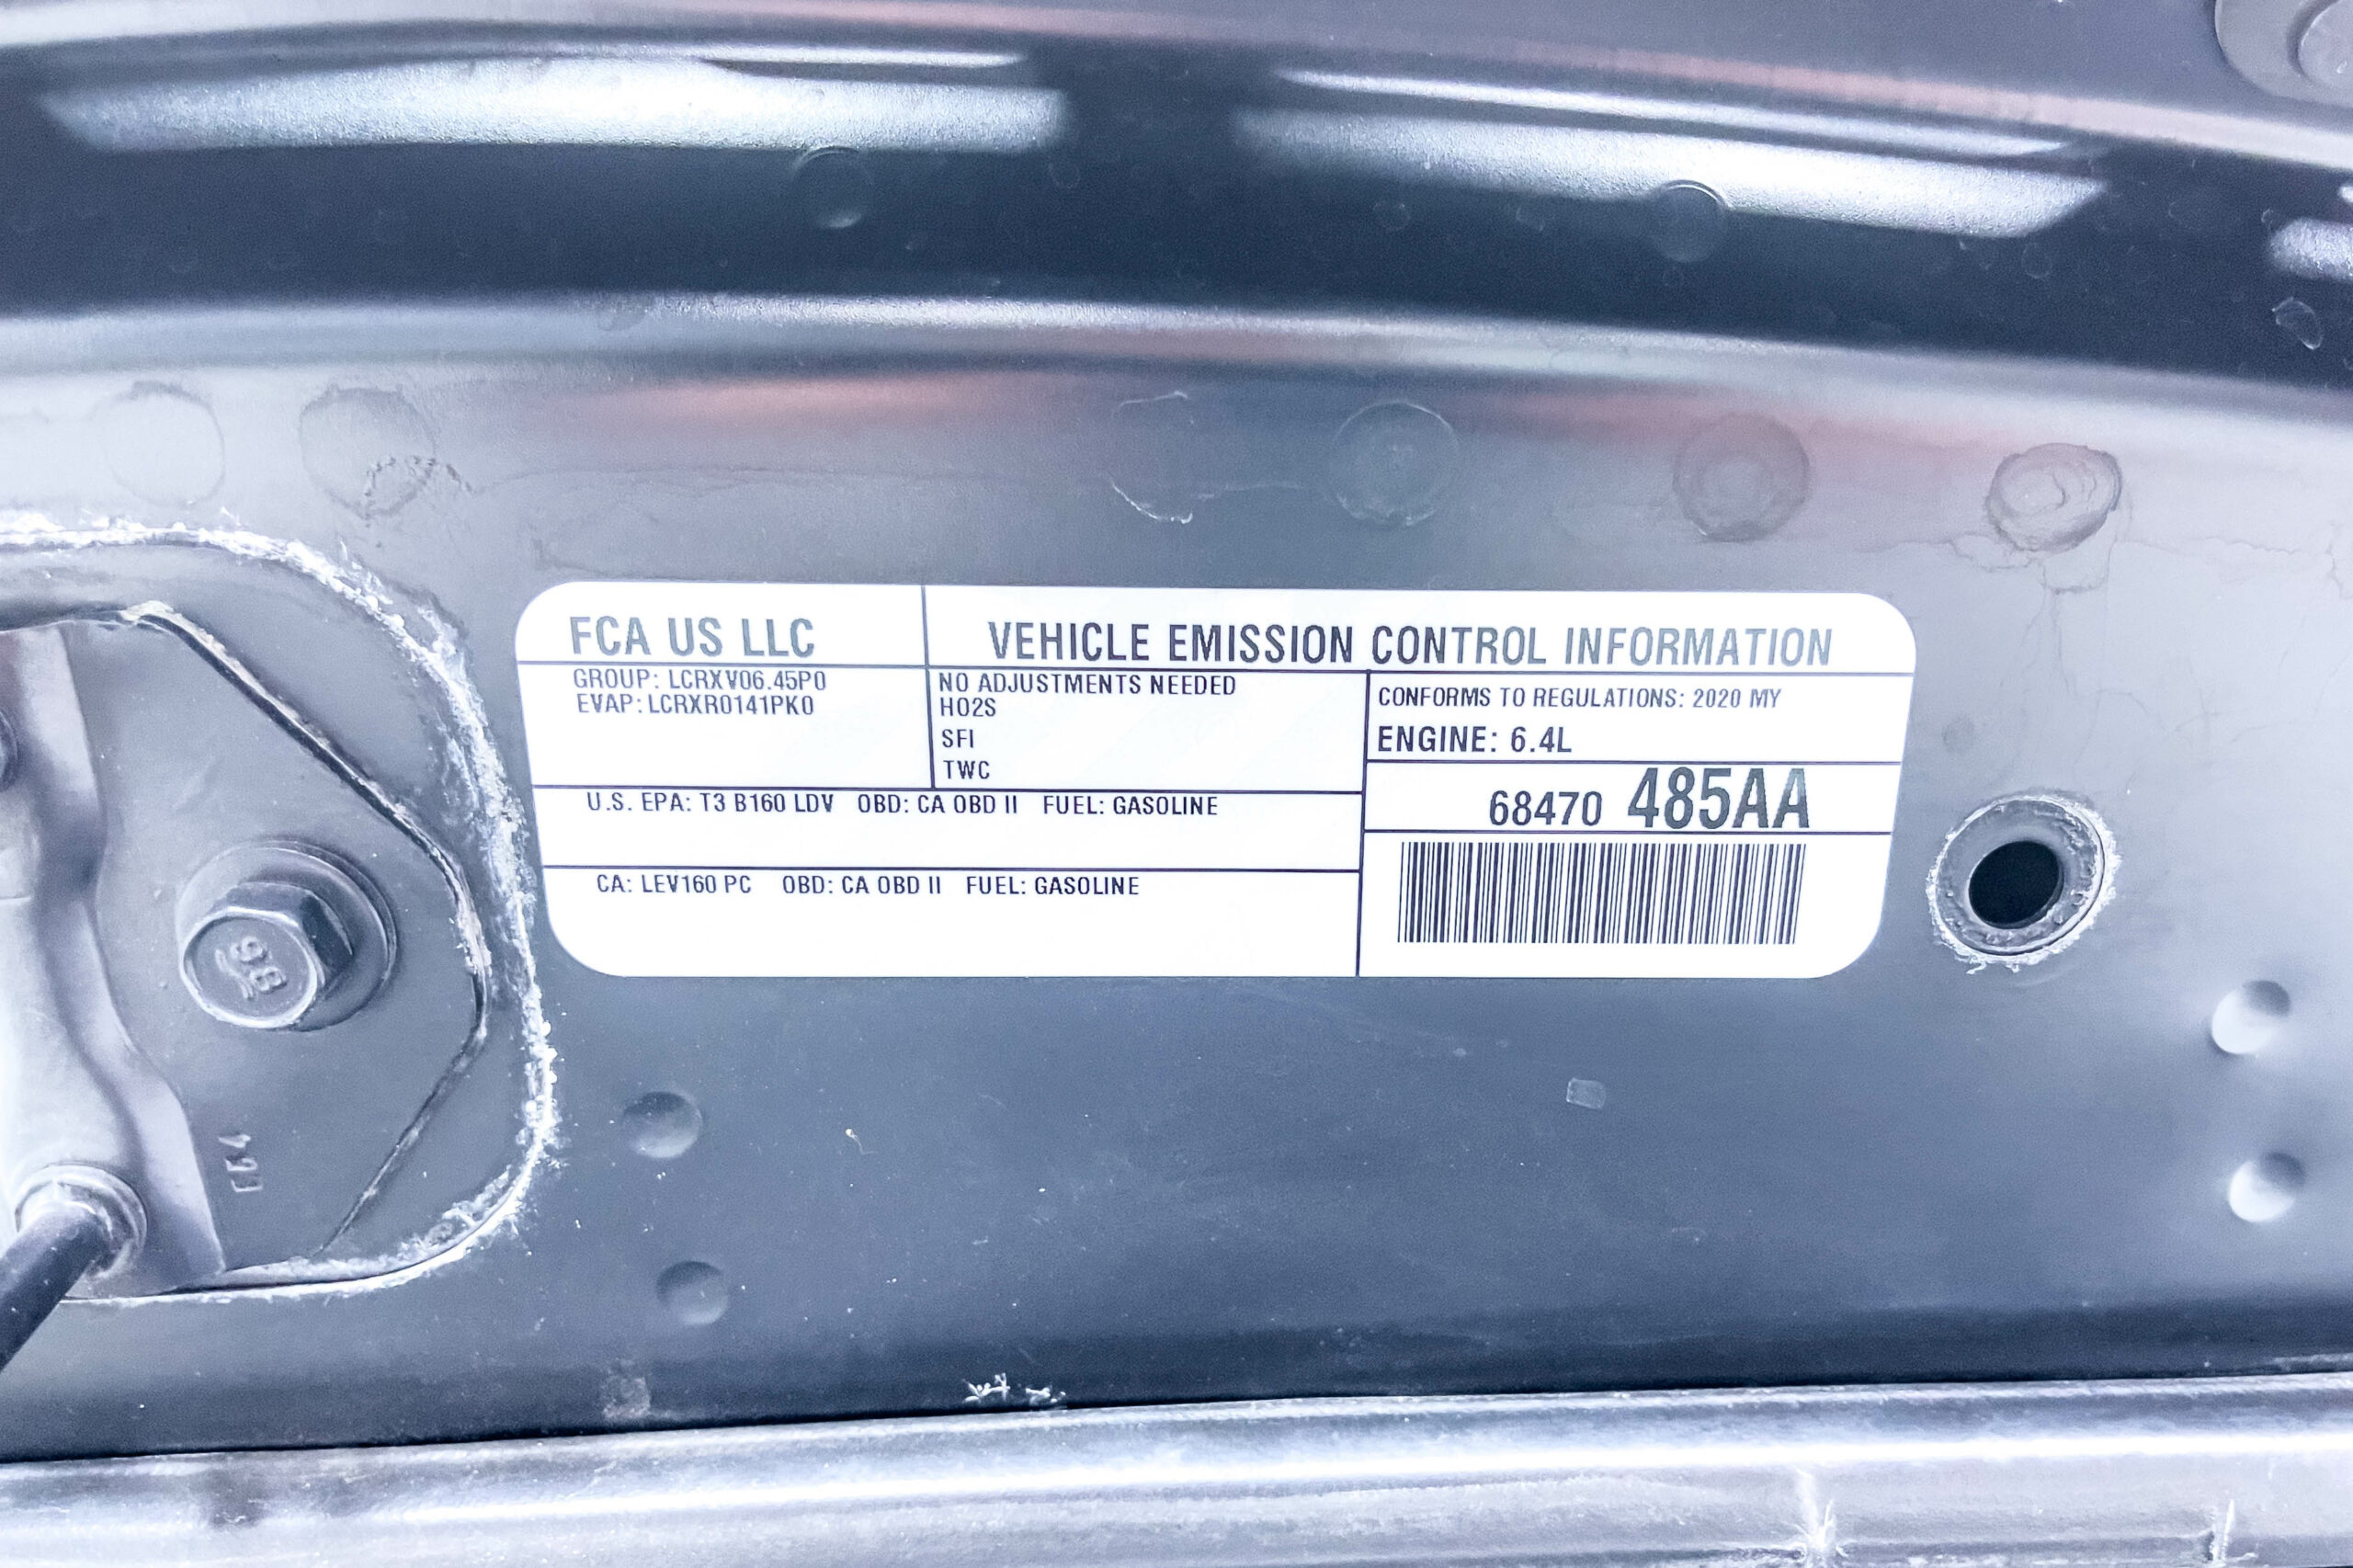 FCA US LLC
VEHICLE EMISSION CONTROL INFORMATION
GROUP: LCRXV06.45P0
EVAP: LCRXR0141PK0
NO ADJUSTMENTS NEEDED
HO2S
SFI
TWC
CONFORMS TO REGULATIONS: 2020 MY
ENGINE: 6.4L
68470 485AA
U.S. EPA: T3 B160 LDV OBD: CA OBD II FUEL: GASOLINE
CA: LEV160 PC OBD: CA OBD II FUEL: GASOLINE